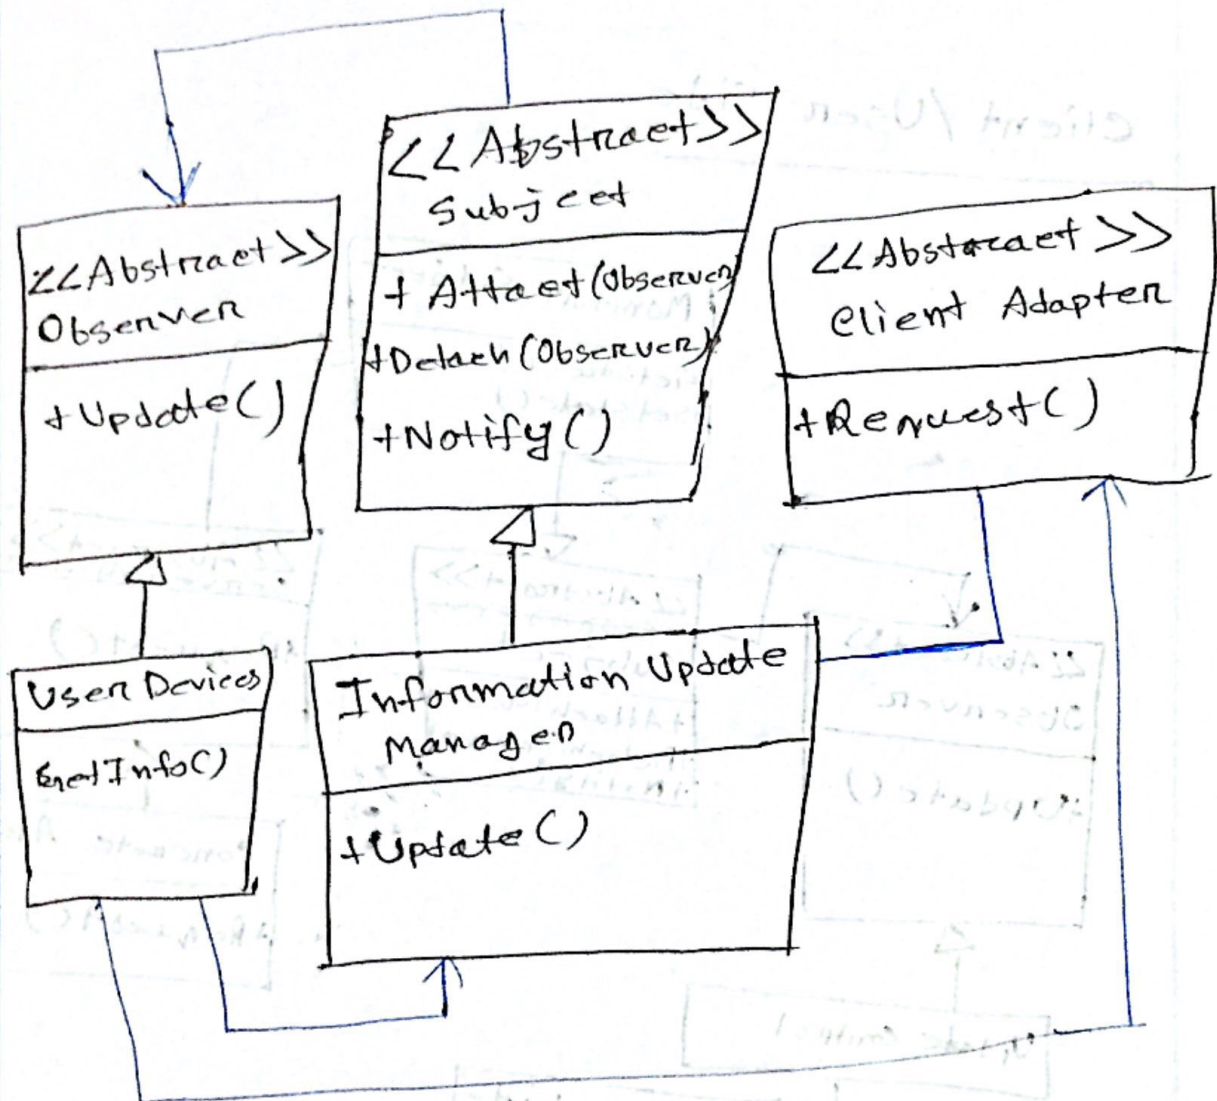 <<Abstract>>
Subject
+ Attact(Observer)
+Detach(Observer)
+Notify()
<<Abstract>>
Observer
+Update()
<<Abstract>>
Client Adapter
+Request()
User Devices
GetInfo()
Information Update
Manager
+Update()